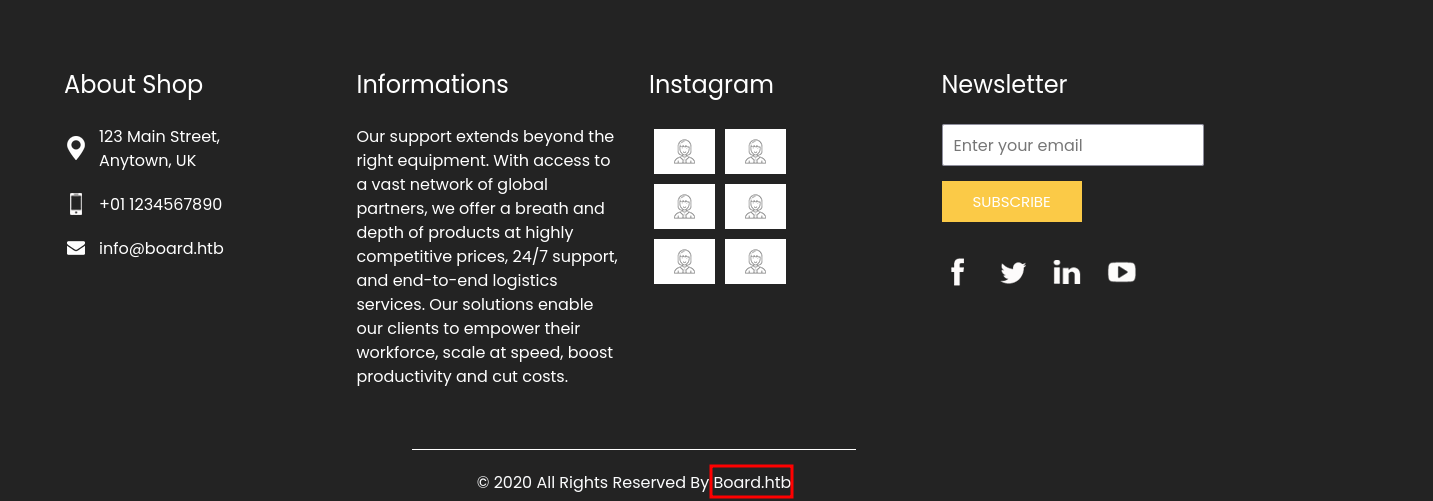 About Shop
123 Main Street,
Anytown, UK
+01 1234567890
info@board.htb
Informations
Our support extends beyond the
right equipment. With access to
a vast network of global
partners, we offer a breath and
depth of products at highly
competitive prices, 24/7 support,
and end-to-end logistics
services. Our solutions enable
our clients to empower their
workforce, scale at speed, boost
productivity and cut costs.
Instagram
Newsletter
Enter your email
SUBSCRIBE
© 2020 All Rights Reserved By Board.htb